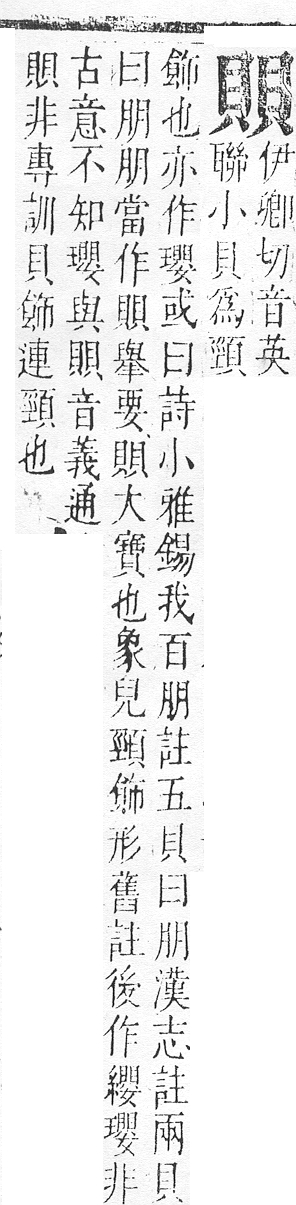 賏
伊卿切音英
聯小貝爲頸
飾也亦作瓔或曰詩小雅錫我百朋註五貝曰朋漢志註兩貝
曰朋朋當作賏舉要賏大寶也象兒頸飾形舊註後作纓瓔非
古意不知瓔與賏音義通
賏非專訓貝飾連頸也